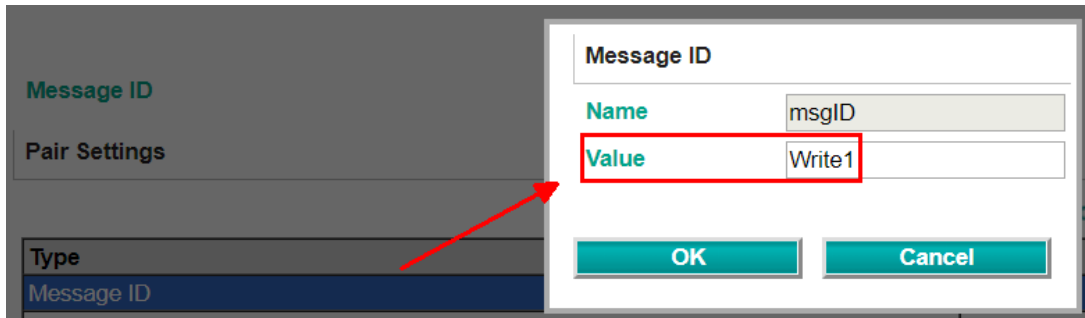 Message ID
Pair Settings
Type
Message ID
Message ID
Name msgID
Value Write1
OK Cancel